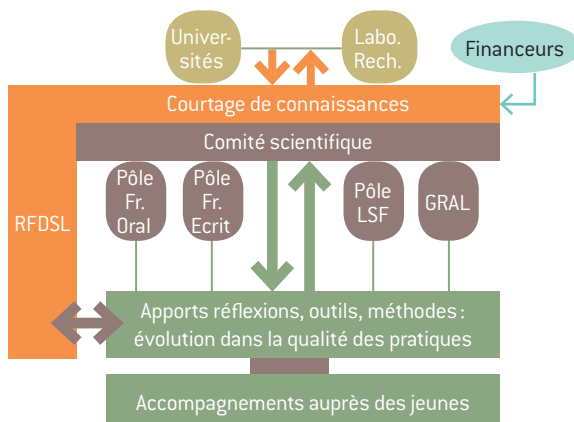 Univer-
sités
Labo.
Rech.
Financeurs
Courtage de connaissances
Comité scientifique
RFDSL
Pôle
Fr.
Oral
Pôle
Fr.
Ecrit
Pôle
LSF
GRAL
Apports réflexions, outils, méthodes :
évolution dans la qualité des pratiques
Accompagnements auprès des jeunes